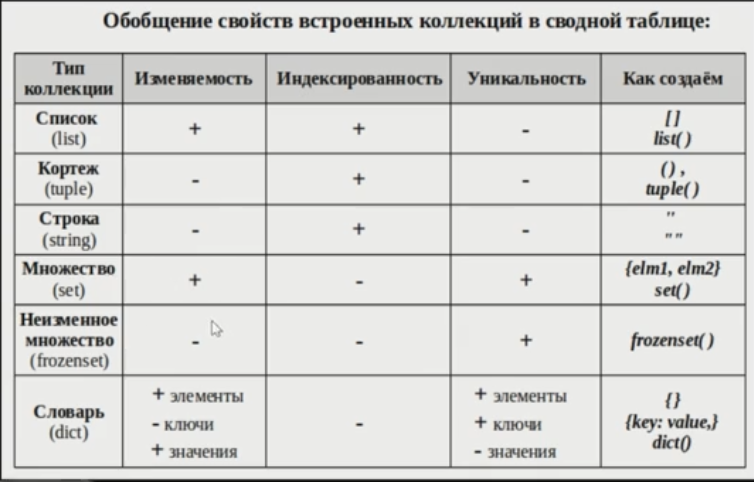 Обобщение свойств встроенных коллекций в сводной таблице:
Тип коллекции Изменяемость Индексированность Уникальность Как создаём
Список (list) + + - [] list( )
Кортеж (tuple) - + - () , tuple( )
Строка (string) - + - '' ""
Множество (set) + - + {elm1, elm2} set( )
Неизменное множество (frozenset) - - + frozenset( )
Словарь (dict) + элементы - ключи + значения - + элементы + ключи - значения {} {key: value,} dict()